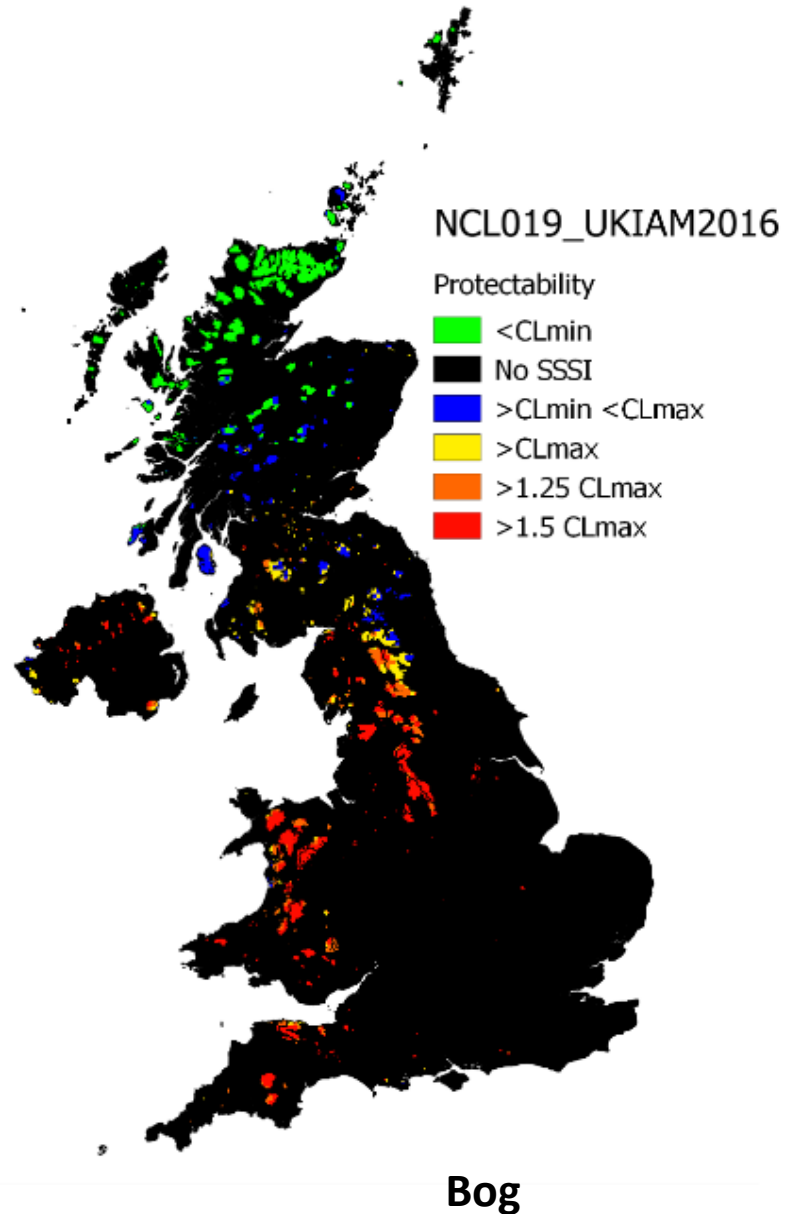 NCL019_UKIAM2016
Protectability
<CLmin
No SSSI
>CLmin <CLmax
>CLmax
>1.25 CLmax
>1.5 CLmax
Bog